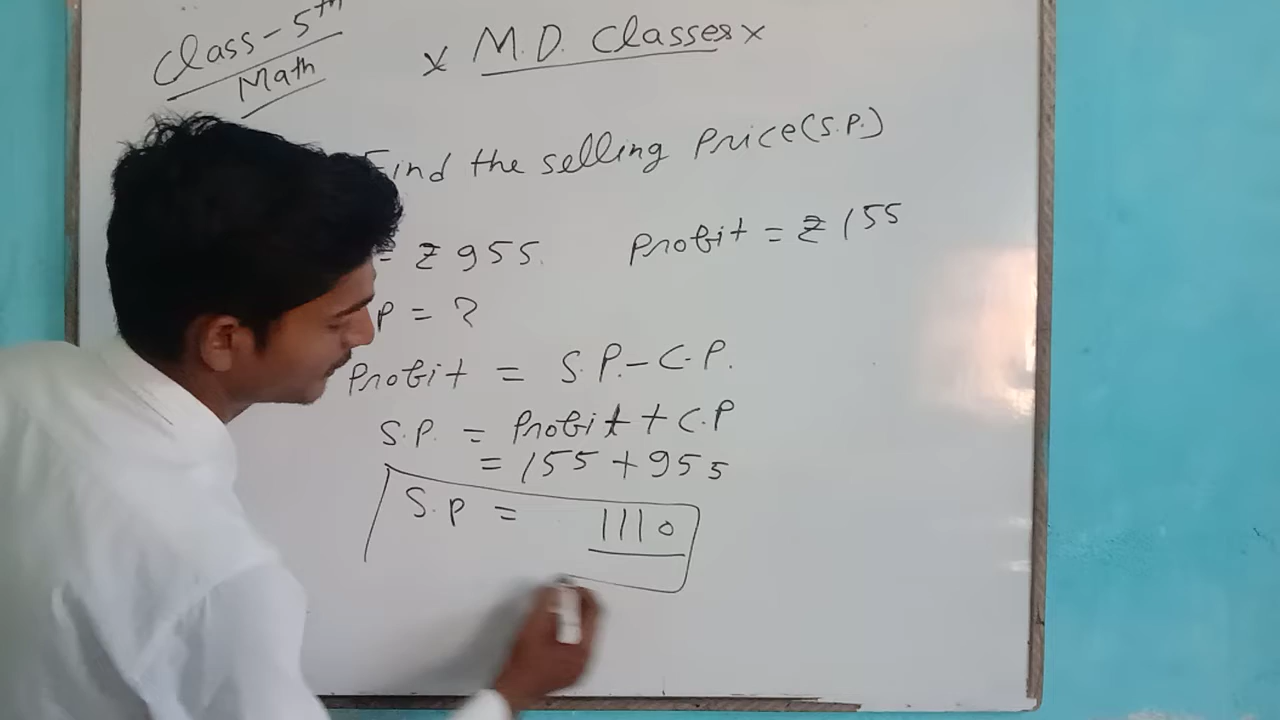 Class-5th
Math
x M.D. Classes x
Find the selling Price (S.P.)
= ₹ 955. Profit = ₹ 155
P = ?
Profit = S.P. - C.P.
S.P. = Profit + C.P
= 155 + 955
S.P = 1110